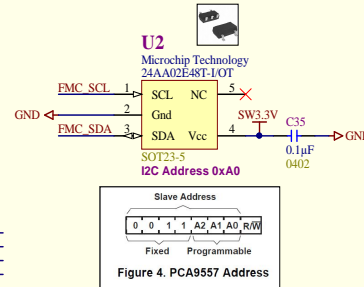 U2
Microchip Technology
24AA02E48T-I/OT
FMC_SCL 1 SCL NC 5
GND 2 Gnd SW3.3V C35
FMC_SDA 3 SDA Vcc 4 GND
0.1µF
SOT23-5 0402
I2C Address 0xA0
Slave Address
0 0 1 1 A2 A1 A0 R/W̅
Fixed Programmable
Figure 4. PCA9557 Address